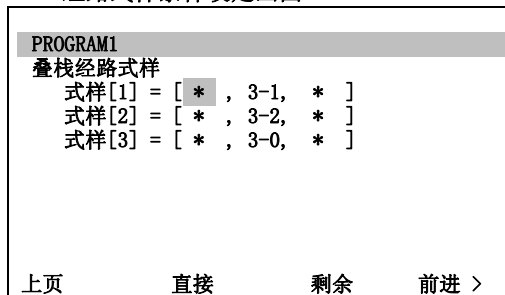 PROGRAM1
叠栈经路式样
式样[1] = [ * , 3-1, * ]
式样[2] = [ * , 3-2, * ]
式样[3] = [ * , 3-0, * ]
上页 直接 剩余 前进 >